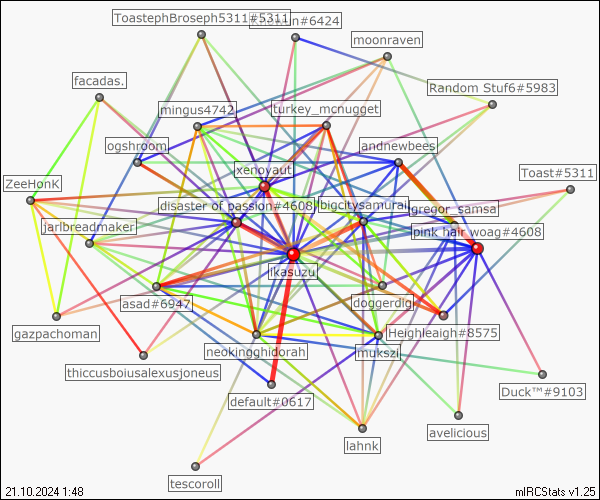 ToastephBroseph5311#5311
#6424
moonraven
facadas.
Random Stuf6#5983
mingus4742
turkey_mcnugget
ogshroom
andnewbees
xenoyaut
Toast#5311
ZeeHonK
disaster of passion#4608
bigcitysamurai
gregor_samsa
jarlbreadmaker
pink hair woag#4608
ikasuzu
asad#6947
doggerdig
gazpachoman
Heighleaigh#8575
neokingghidorah
mukszi
thiccusboiusalexusjoneus
Duck™#9103
default#0617
avelicious
lahnk
tescoroll
21.10.2024 1:48
mIRCStats v1.25